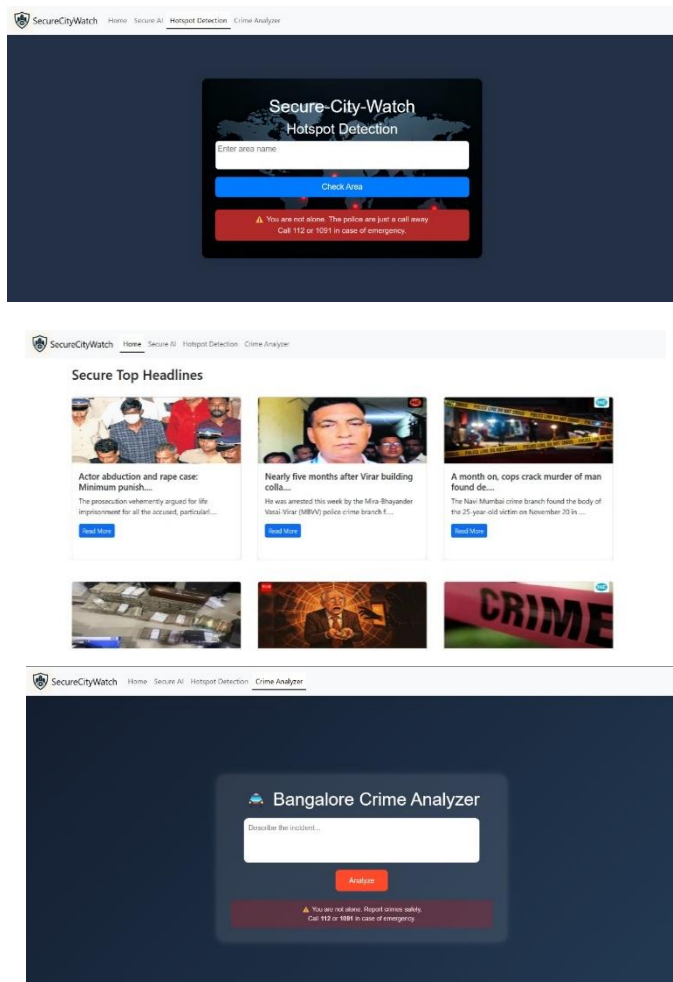 SecureCityWatch Home Secure AI Hotspot Detection Crime Analyzer
Secure-City-Watch
Hotspot Detection
Enter area name
Check Area
⚠ You are not alone. The police are just a call away
Call 112 or 1091 in case of emergency.
SecureCityWatch Home Secure AI Hotspot Detection Crime Analyzer
Secure Top Headlines
Actor abduction and rape case:
Minimum punish....
The prosecution vehemently argued for life
imprisonment for all the accused, particularl....
Read More
Nearly five months after Virar building
colla....
He was arrested this week by the Mira-Bhayander
Vasai-Virar (MBVV) police crime branch f....
Read More
A month on, cops crack murder of man
found de....
The Navi Mumbai crime branch found the body of
the 25-year-old victim on November 20 in ....
Read More
CRIME
SecureCityWatch Home Secure AI Hotspot Detection Crime Analyzer
Bangalore Crime Analyzer
Describe the incident...
Analyze
⚠ You are not alone. Report crimes safely.
Call 112 or 1091 in case of emergency.